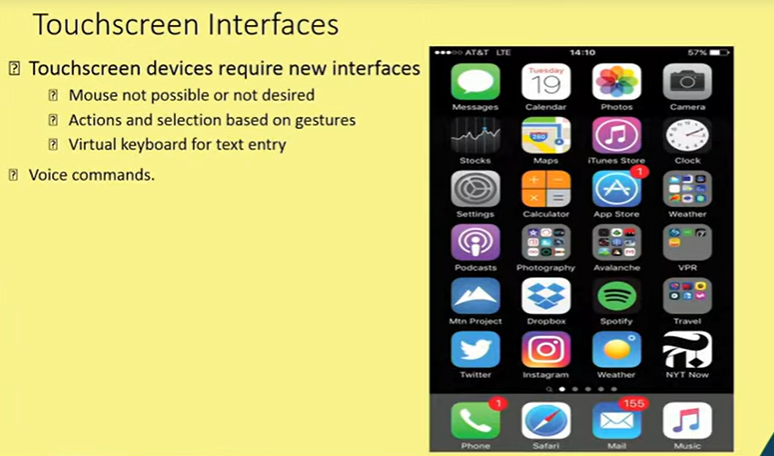 Touchscreen Interfaces
Touchscreen devices require new interfaces
Mouse not possible or not desired
Actions and selection based on gestures
Virtual keyboard for text entry
Voice commands.
AT&T LTE 14:10 57%
Tuesday
19
Messages Calendar Photos Camera
280
Stocks Maps iTunes Store Clock
1
Settings Calculator App Store Weather
Podcasts Photography Avalanche VPR
Mtn Project Dropbox Spotify Travel
Twitter Instagram Weather NYT Now
1 155
Phone Safari Mail Music